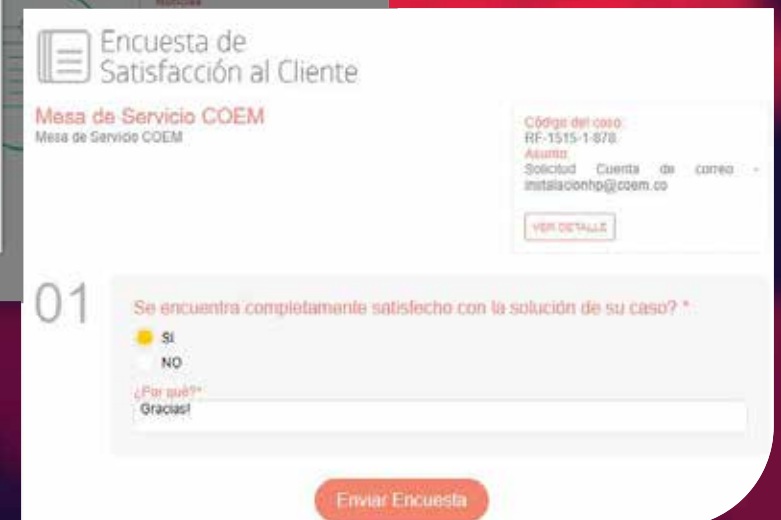 Noticias
Encuesta de
Satisfacción al Cliente
Mesa de Servicio COEM
Mesa de Servicio COEM
Código del caso:
RF-1515-1-878
Asunto:
Solicitud Cuenta de correo -
instalacionhp@coem.co
VER DETALLE
01
Se encuentra completamente satisfecho con la solución de su caso? *
SI
NO
¿Por qué?*
Gracias!
Enviar Encuesta